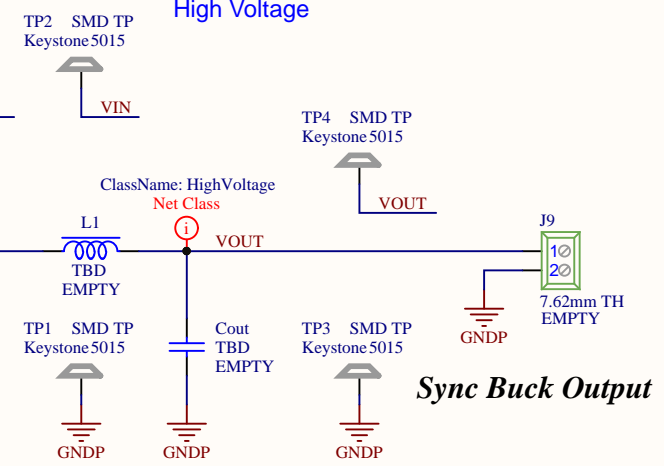 High Voltage
TP2 SMD TP
Keystone 5015
VIN
TP4 SMD TP
Keystone 5015
VOUT
ClassName: HighVoltage
Net Class
i
L1
VOUT
TBD
EMPTY
J9
1
2
7.62mm TH
EMPTY
GNDP
TP1 SMD TP
Keystone 5015
GNDP
Cout
TBD
EMPTY
GNDP
TP3 SMD TP
Keystone 5015
GNDP
Sync Buck Output